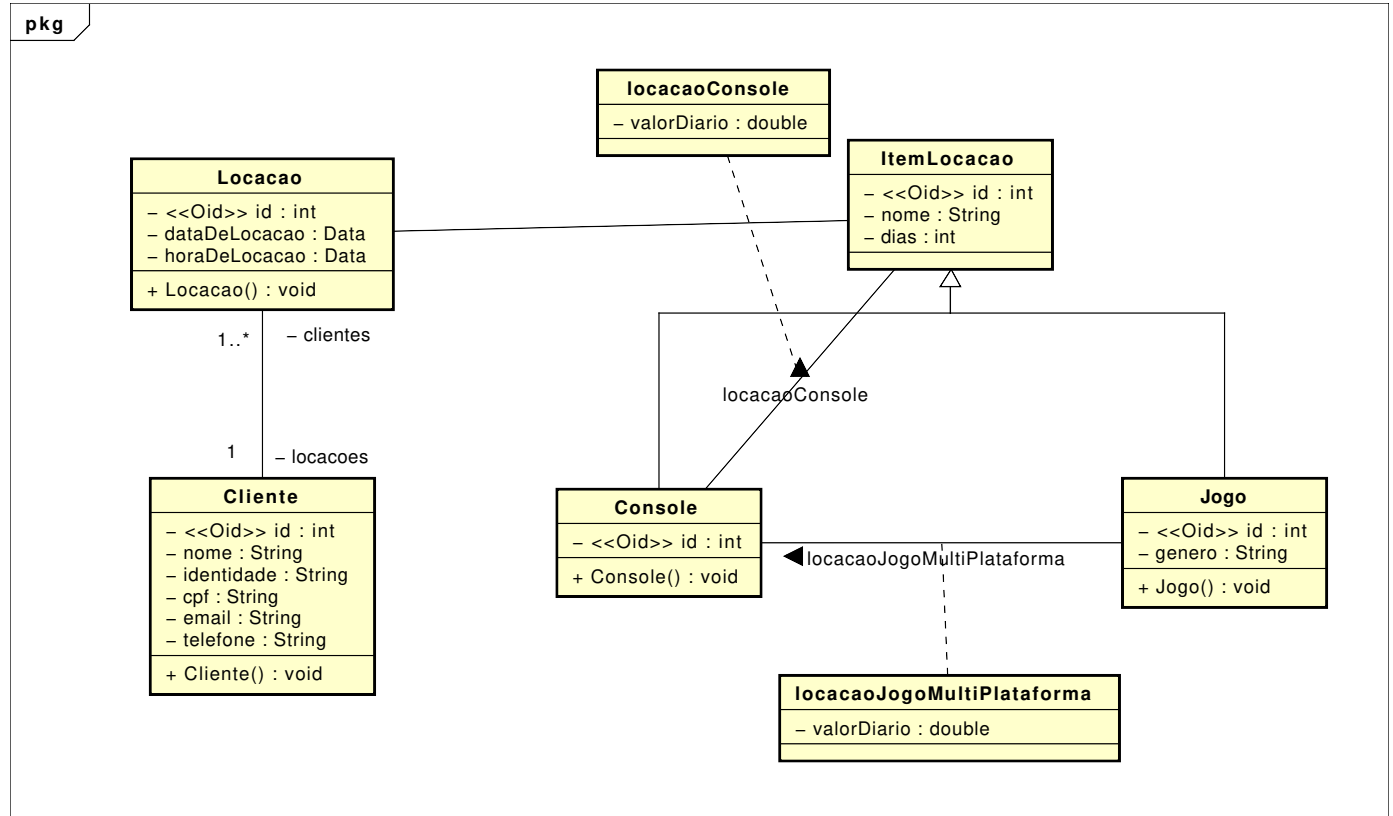 pkg
locacaoConsole
– valorDiario : double
ItemLocacao
– <<Oid>> id : int
– nome : String
– dias : int
Locacao
– <<Oid>> id : int
– dataDeLocacao : Data
– horaDeLocacao : Data
+ Locacao() : void
1..*
– clientes
locacaoConsole
1
– locacoes
Cliente
– <<Oid>> id : int
– nome : String
– identidade : String
– cpf : String
– email : String
– telefone : String
+ Cliente() : void
Console
– <<Oid>> id : int
+ Console() : void
locacaoJogoMultiPlataforma
Jogo
– <<Oid>> id : int
– genero : String
+ Jogo() : void
locacaoJogoMultiPlataforma
– valorDiario : double